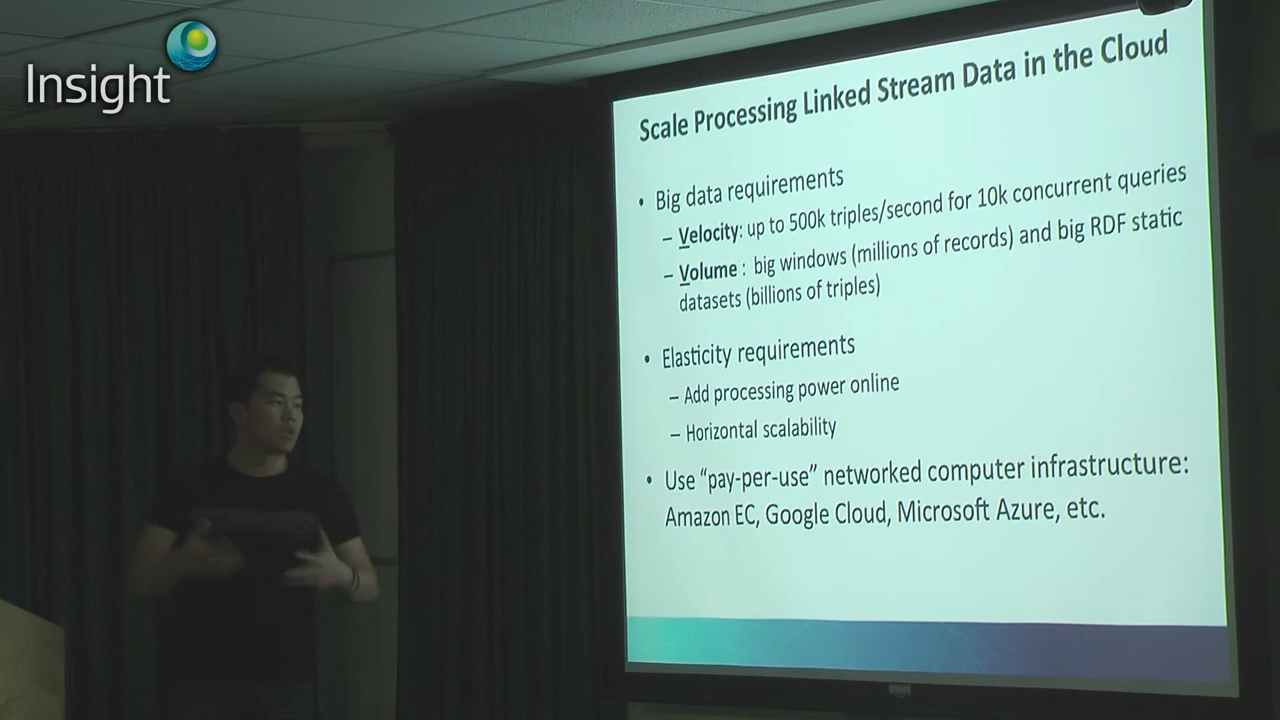 Insight
Scale Processing Linked Stream Data in the Cloud
• Big data requirements
– Velocity: up to 500k triples/second for 10k concurrent queries
– Volume : big windows (millions of records) and big RDF static
datasets (billions of triples)
• Elasticity requirements
– Add processing power online
– Horizontal scalability
• Use “pay-per-use” networked computer infrastructure:
Amazon EC, Google Cloud, Microsoft Azure, etc.